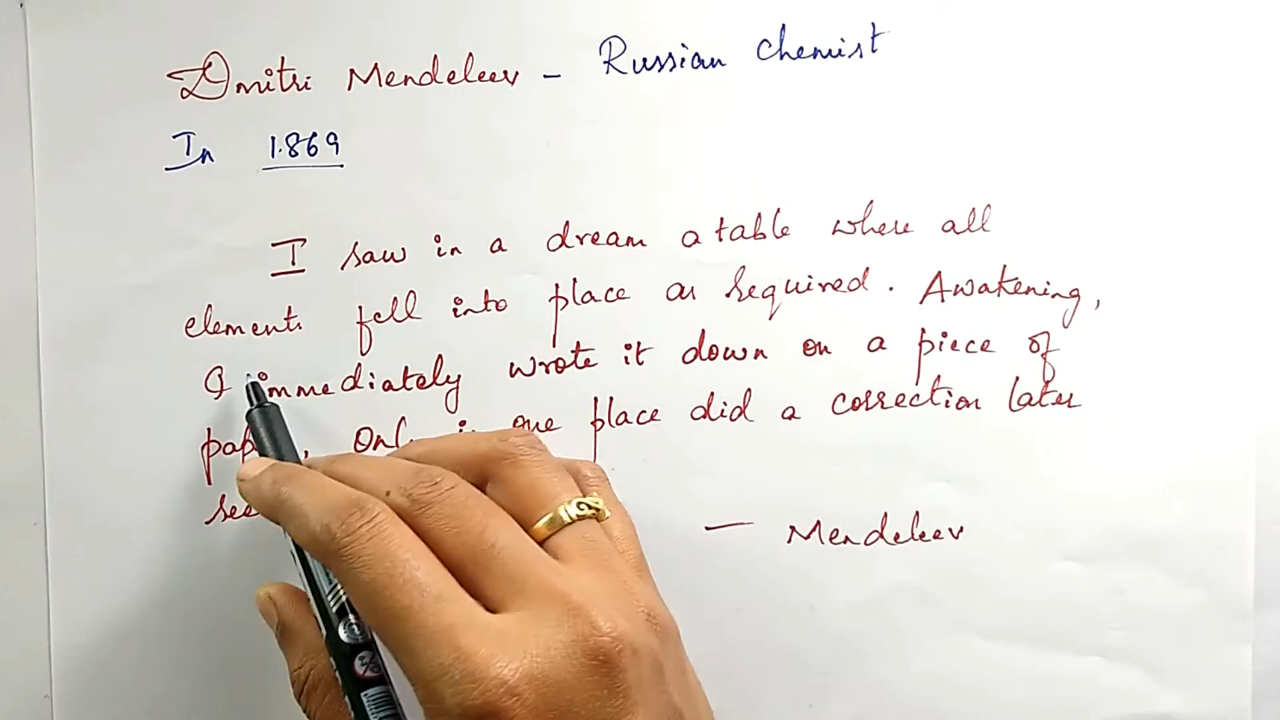 Dmitri Mendeleev - Russian Chemist
In 1869
I saw in a dream a table where all
elements fell into place as required. Awakening,
I immediately wrote it down on a piece of
one place did a correction later
- Mendeleev